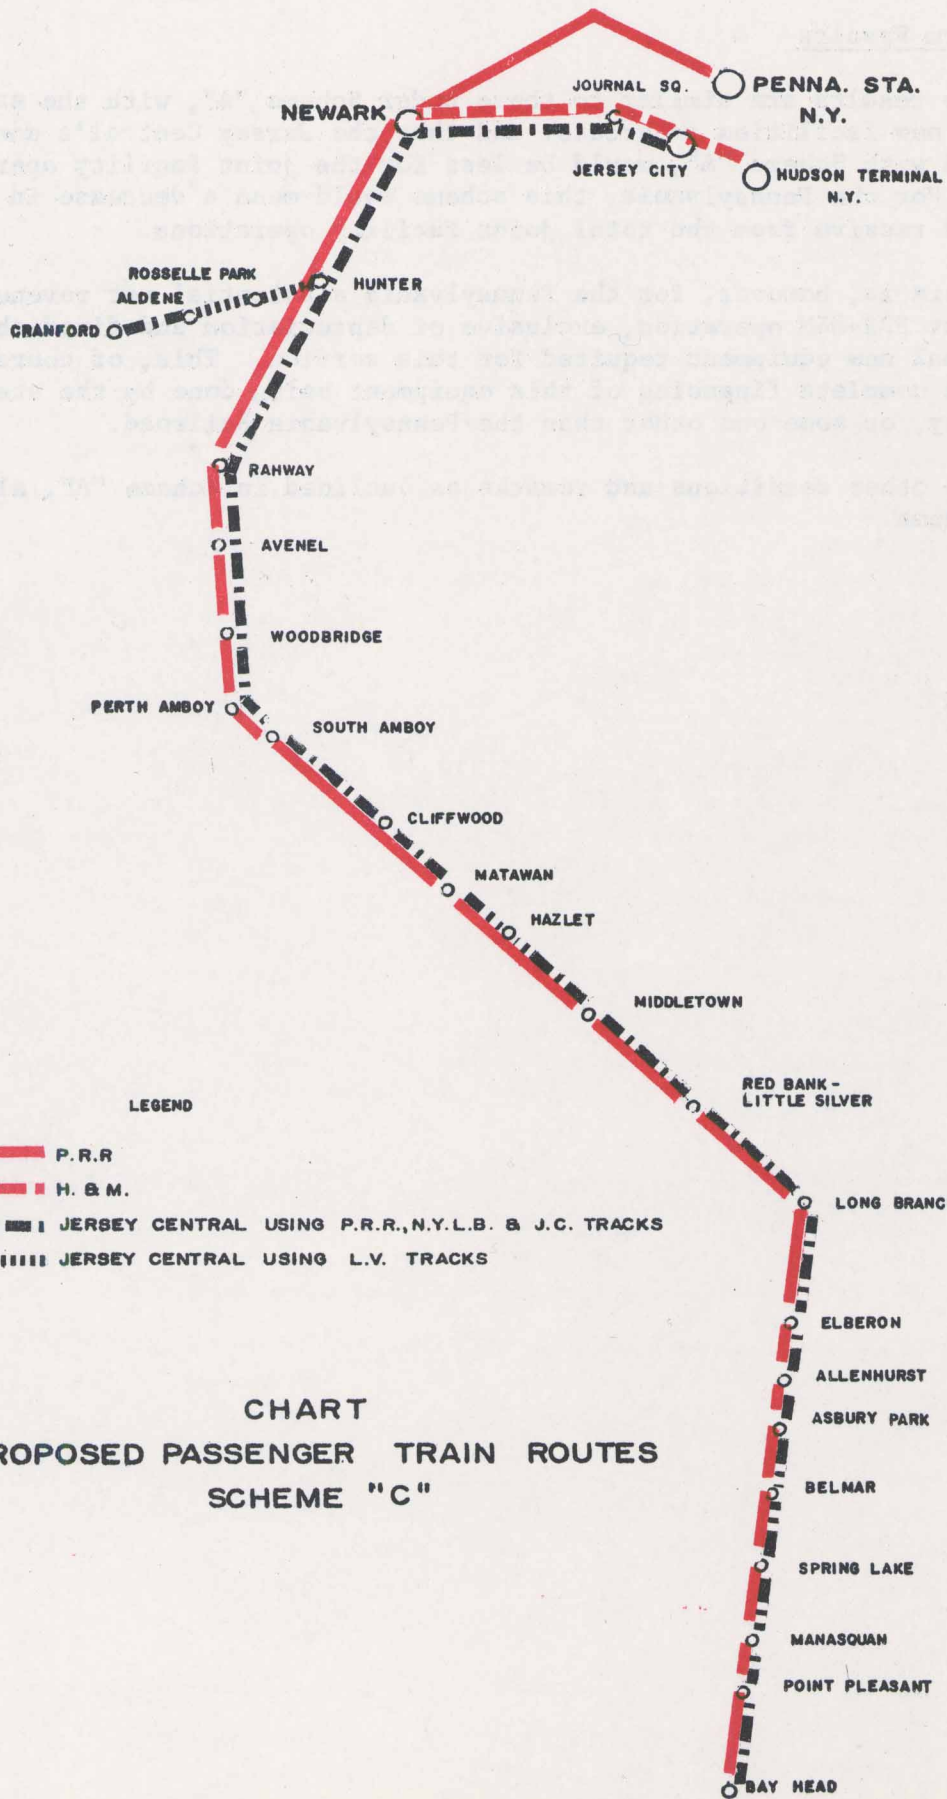 PENNA. STA.
N.Y.
JOURNAL SQ.
NEWARK
JERSEY CITY
HUDSON TERMINAL
N.Y.
ROSSELLE PARK
HUNTER
ALDENE
CRANFORD
RAHWAY
AVENEL
WOODBRIDGE
PERTH AMBOY
SOUTH AMBOY
CLIFFWOOD
MATAWAN
HAZLET
MIDDLETOWN
RED BANK-
LITTLE SILVER
LEGEND
P.R.R
H. & M.
JERSEY CENTRAL USING P.R.R., N.Y.L.B. & J.C. TRACKS
JERSEY CENTRAL USING L.V. TRACKS
LONG BRANC
ELBERON
ALLENHURST
ASBURY PARK
CHART
ROPOSED PASSENGER TRAIN ROUTES
SCHEME "C"
BELMAR
SPRING LAKE
MANASQUAN
POINT PLEASANT
BAY HEAD